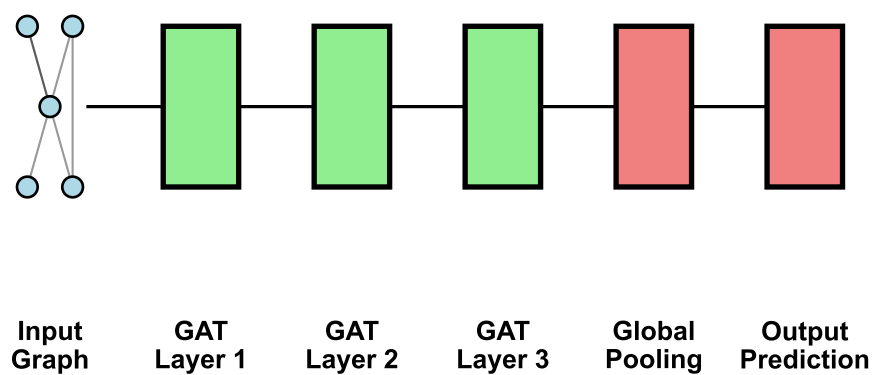 Input
Graph
GAT
Layer 1
GAT
Layer 2
GAT
Layer 3
Global
Pooling
Output
Prediction